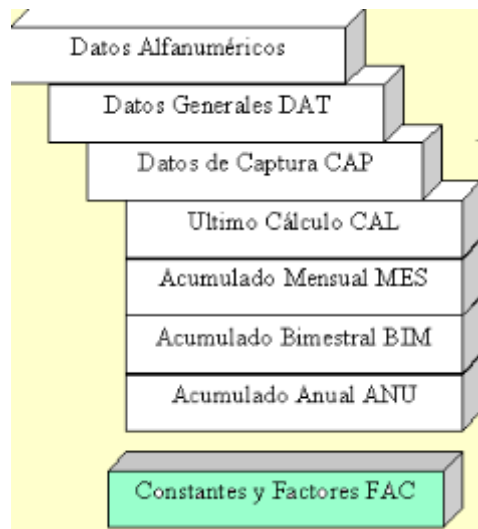 Datos Alfanuméricos
Datos Generales DAT
Datos de Captura CAP
Ultimo Cálculo CAL
Acumulado Mensual MES
Acumulado Bimestral BIM
Acumulado Anual ANU
Constantes y Factores FAC